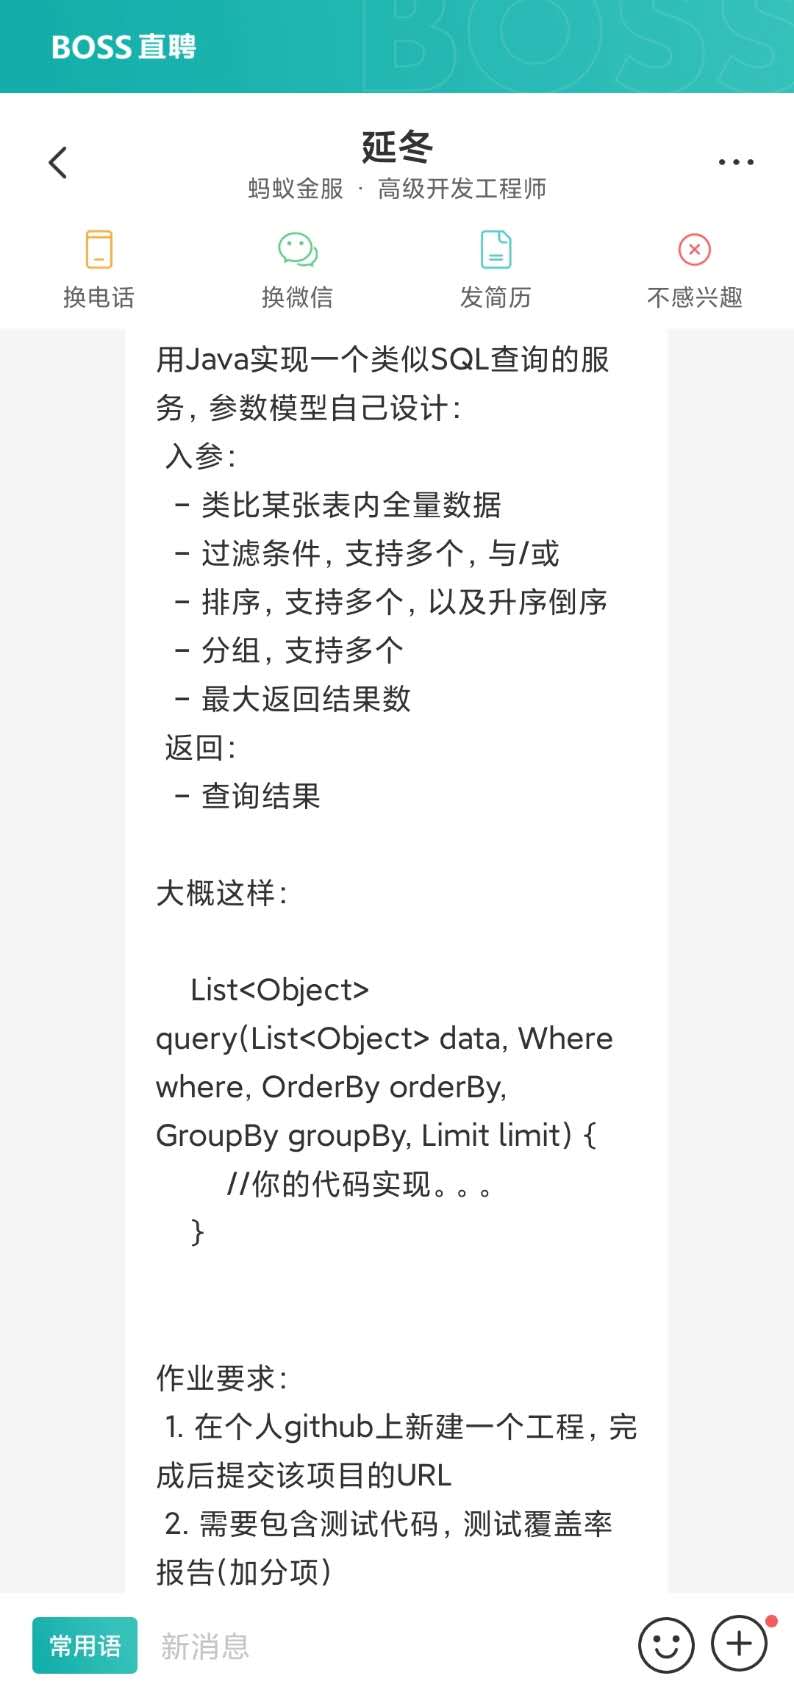 BOSS直聘
延冬
蚂蚁金服 · 高级开发工程师
换电话 换微信 发简历 不感兴趣
用Java实现一个类似SQL查询的服
务，参数模型自己设计：
入参：
- 类比某张表内全量数据
- 过滤条件，支持多个，与/或
- 排序，支持多个，以及升序倒序
- 分组，支持多个
- 最大返回结果数
返回：
- 查询结果
大概这样：
List<Object>
query(List<Object> data, Where
where, OrderBy orderBy,
GroupBy groupBy, Limit limit) {
//你的代码实现。。。
}
作业要求：
1. 在个人github上新建一个工程，完
成后提交该项目的URL
2. 需要包含测试代码，测试覆盖率
报告(加分项)
常用语 新消息